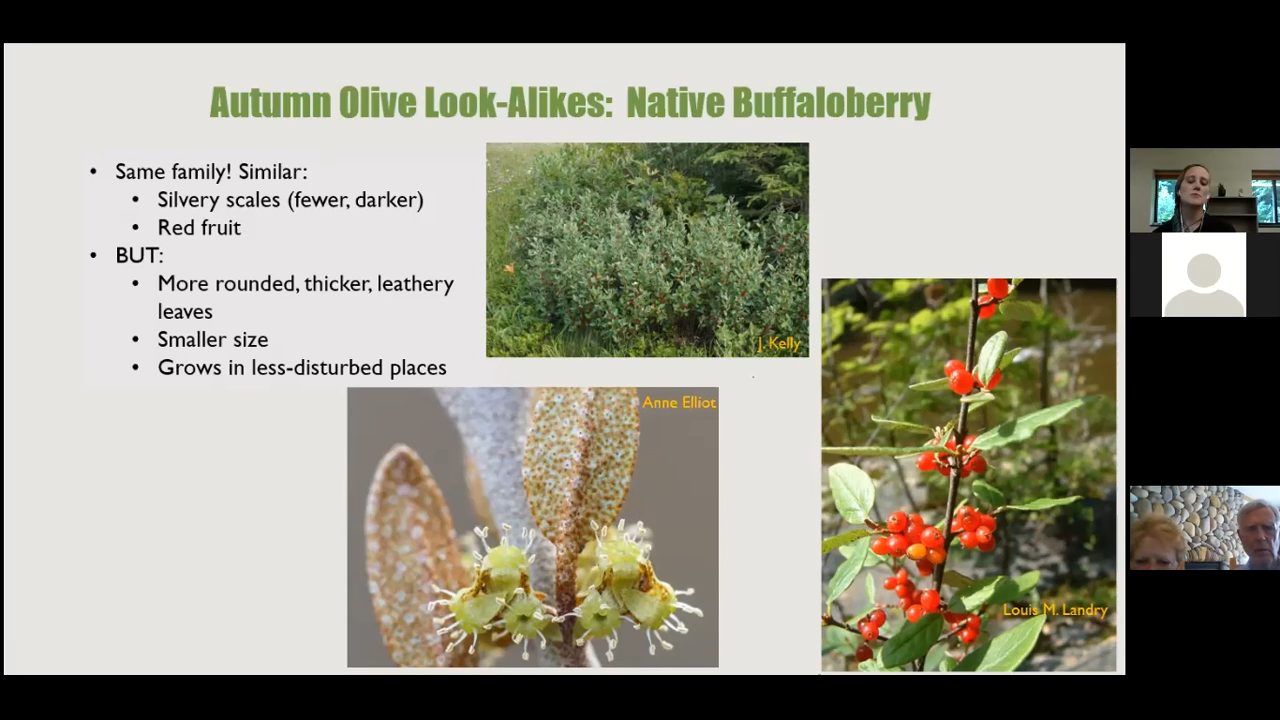 Autumn Olive Look-Alikes: Native Buffaloberry
• Same family! Similar:
• Silvery scales (fewer, darker)
• Red fruit
• BUT:
• More rounded, thicker, leathery
leaves
• Smaller size
• Grows in less-disturbed places
J. Kelly
Anne Elliot
Louis M. Landry